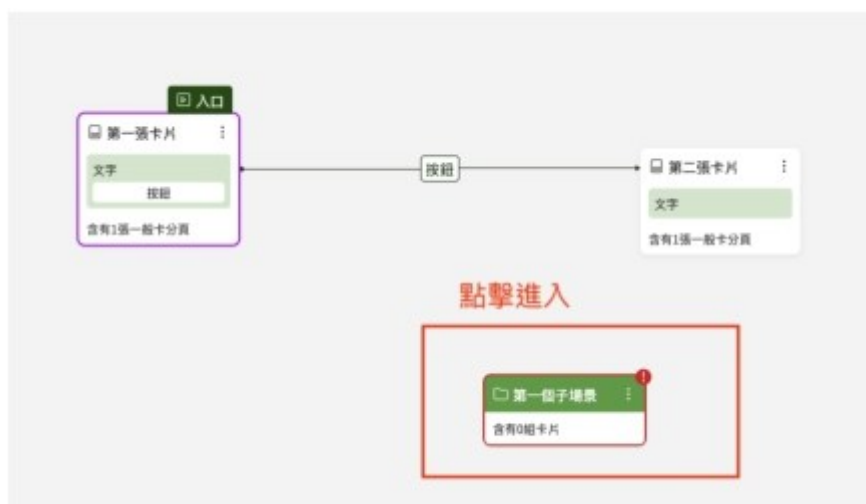 入口
第一張卡片
文字
按鈕
含有1張一般卡分頁
按鈕
第二張卡片
文字
含有1張一般卡分頁
點擊進入
第一個子場景
含有0組卡片